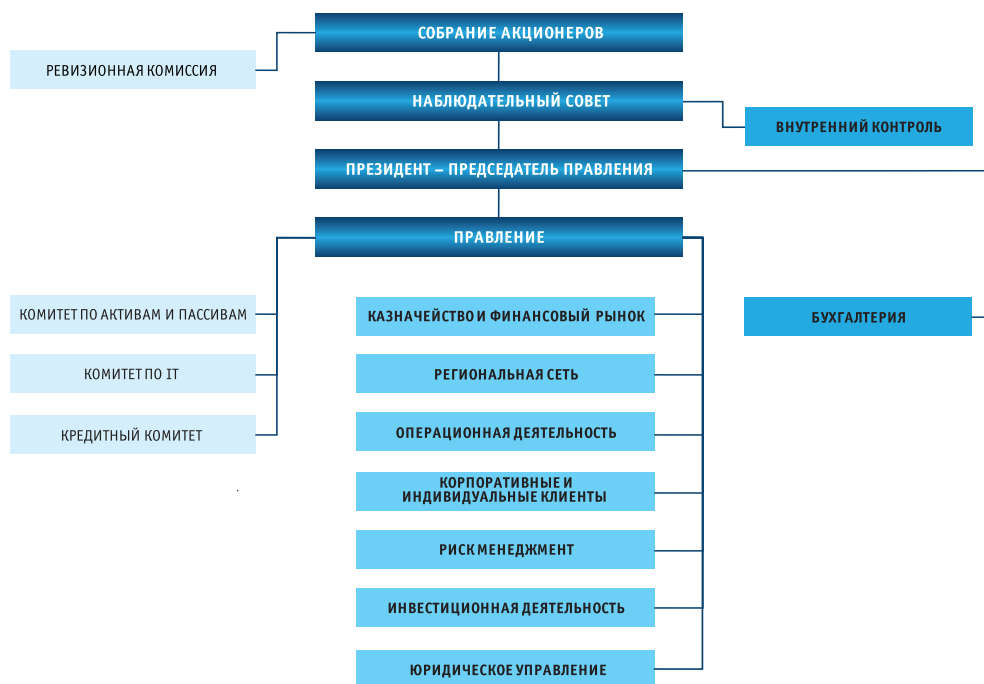 СОБРАНИЕ АКЦИОНЕРОВ
РЕВИЗИОННАЯ КОМИССИЯ
НАБЛЮДАТЕЛЬНЫЙ СОВЕТ
ВНУТРЕННИЙ КОНТРОЛЬ
ПРЕЗИДЕНТ – ПРЕДСЕДАТЕЛЬ ПРАВЛЕНИЯ
ПРАВЛЕНИЕ
КОМИТЕТ ПО АКТИВАМ И ПАССИВАМ
КОМИТЕТ ПО IT
КРЕДИТНЫЙ КОМИТЕТ
КАЗНАЧЕЙСТВО И ФИНАНСОВЫЙ РЫНОК
РЕГИОНАЛЬНАЯ СЕТЬ
ОПЕРАЦИОННАЯ ДЕЯТЕЛЬНОСТЬ
КОРПОРАТИВНЫЕ И
ИНДИВИДУАЛЬНЫЕ КЛИЕНТЫ
РИСК МЕНЕДЖМЕНТ
ИНВЕСТИЦИОННАЯ ДЕЯТЕЛЬНОСТЬ
ЮРИДИЧЕСКОЕ УПРАВЛЕНИЕ
БУХГАЛТЕРИЯ